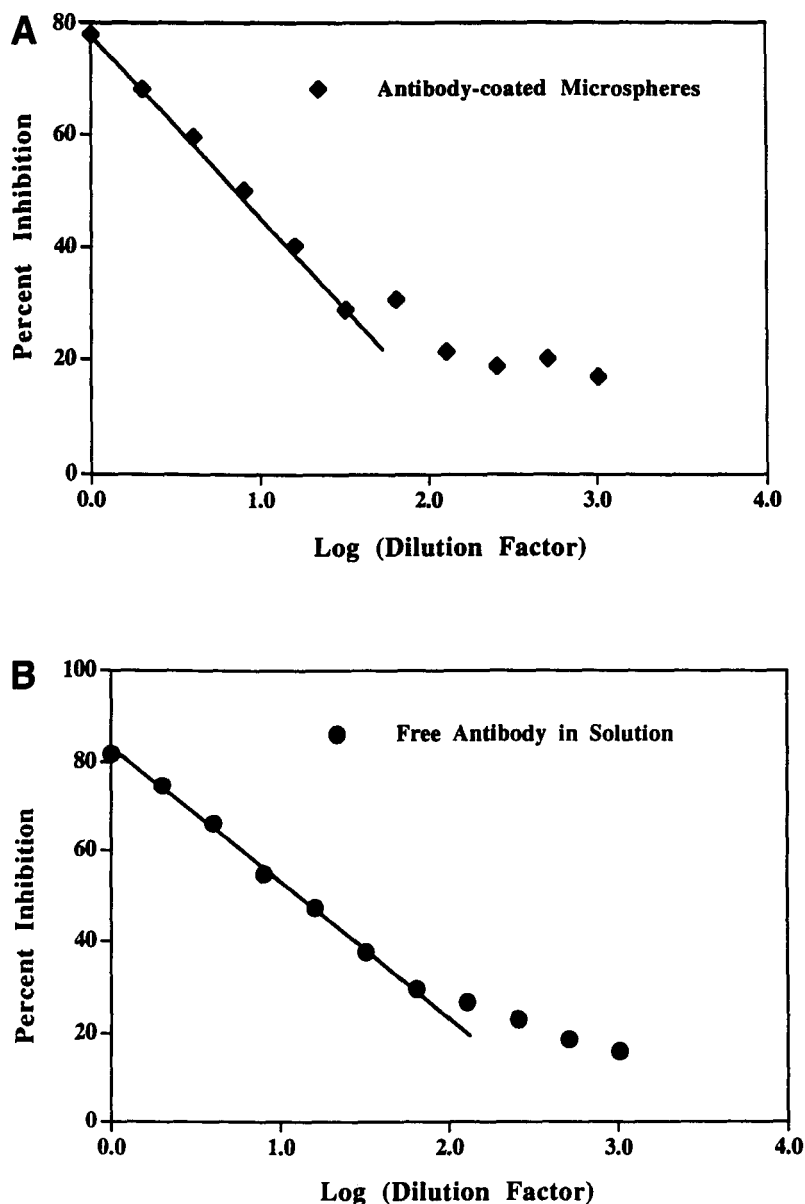 A
80
Antibody-coated Microspheres
60
Percent Inhibition
40
20
0
0.0 1.0 2.0 3.0 4.0
Log (Dilution Factor)
B
100
Free Antibody in Solution
80
60
Percent Inhibition
40
20
0
0.0 1.0 2.0 3.0 4.0
Log (Dilution Factor)